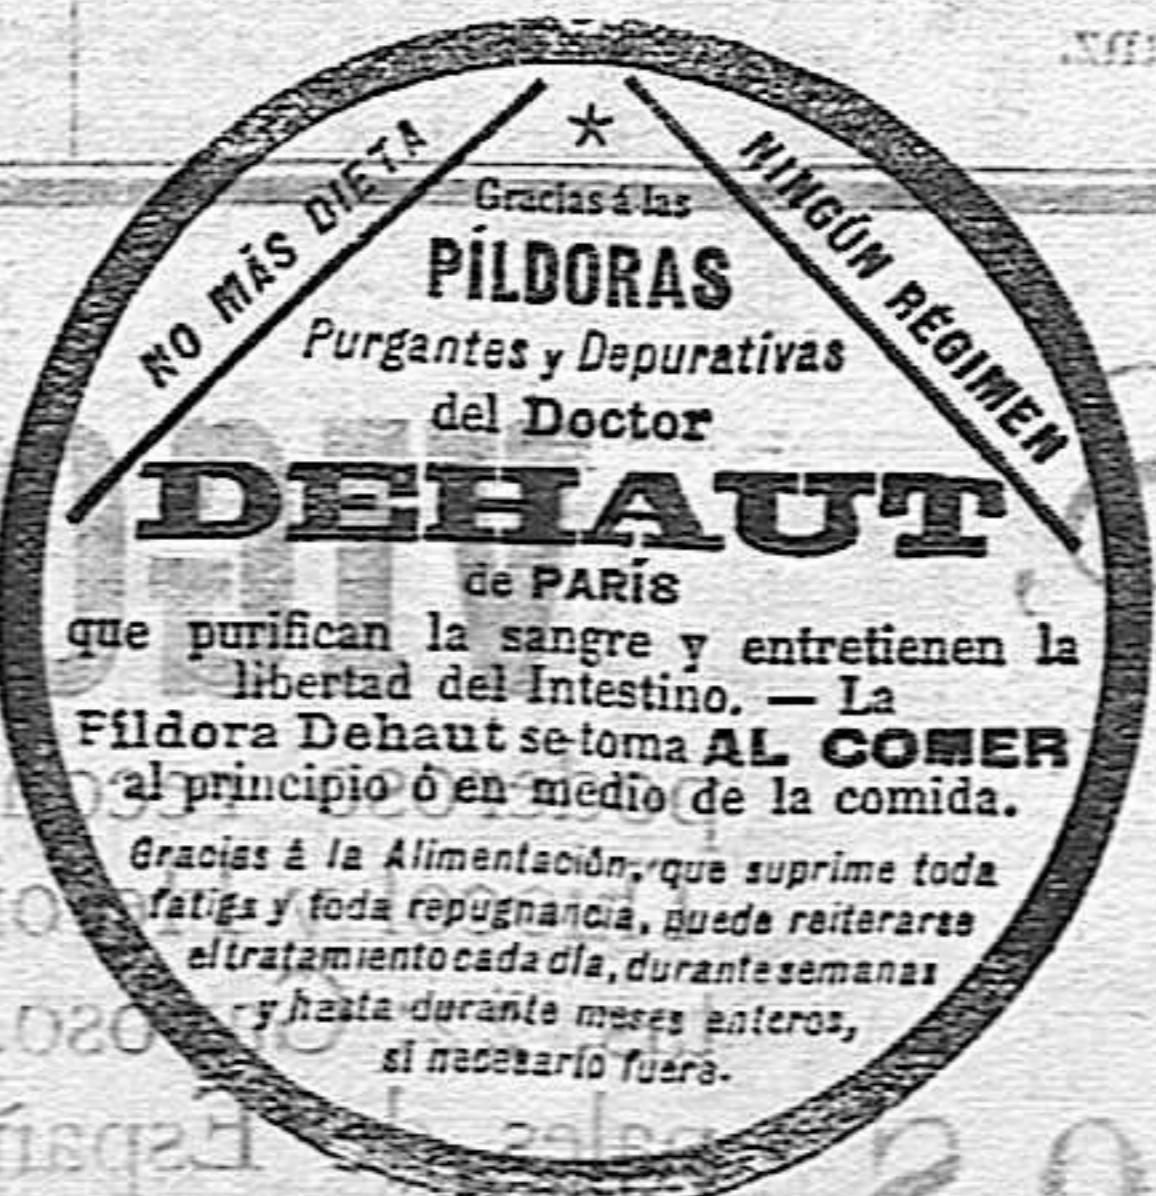 NO MÁS DIETA
NINGÚN RÉGIMEN
Gracias á las
PÍLDORAS
Purgantes y Depurativas
del Doctor
DEHAUT
de PARÍS
que purifican la sangre y entretienen la
libertad del Intestino. — La
Píldora Dehaut se toma AL COMER
al principio ó en medio de la comida.
Gracias á la Alimentación, que suprime toda
fatiga y toda repugnancia, puede reiterarse
el tratamiento cada día, durante semanas
y hasta durante meses enteros,
si necesario fuera.